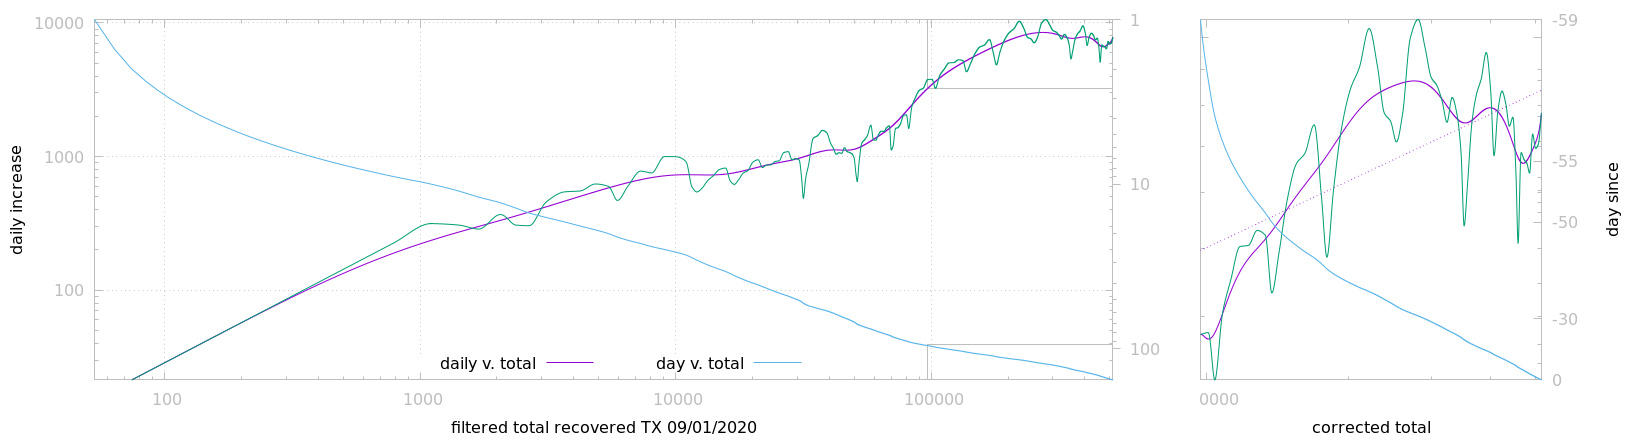 10000
1000
100
daily increase
daily v. total
day v. total
100
1000
10000
100000
filtered total recovered TX 09/01/2020
1
10
100
0000
corrected total
-59
-55
-50
-30
0
day since